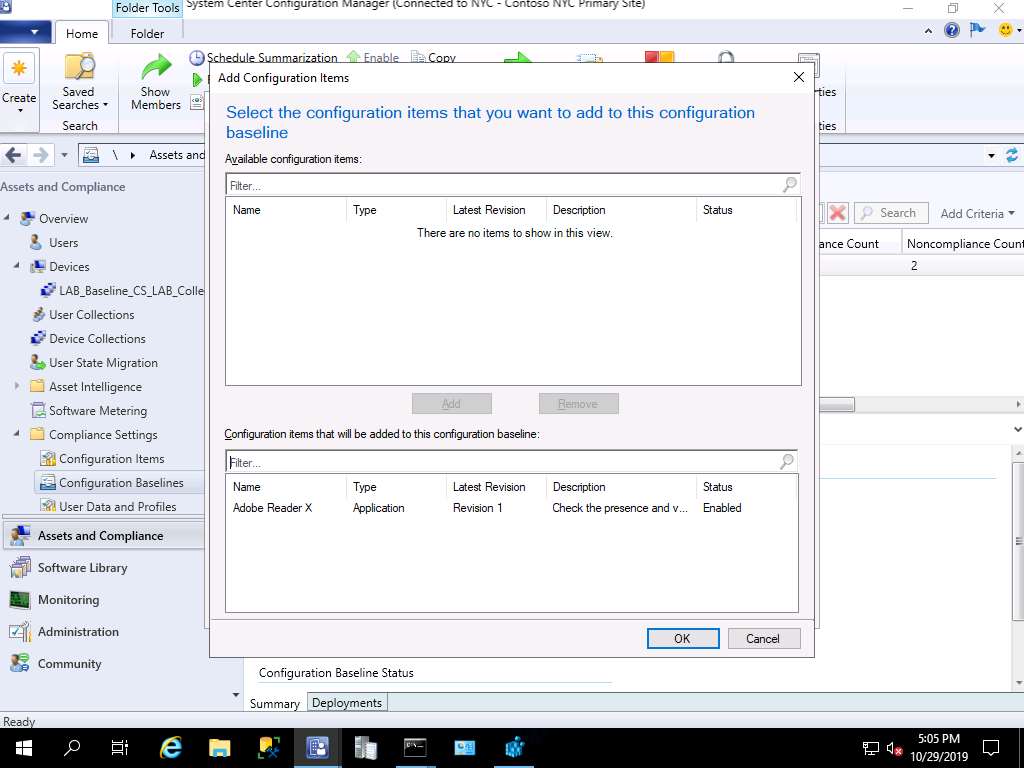 Folder Tools
System Center Configuration Manager (Connected to NYC - Contoso NYC Primary Site)
Home
Folder
Create
Saved
Searches
Search
Show
Members
Schedule Summarization
Enable
Copy
Add Configuration Items
Select the configuration items that you want to add to this configuration
baseline
Available configuration items:
Filter...
Name Type Latest Revision Description Status
There are no items to show in this view.
Add
Remove
Configuration items that will be added to this configuration baseline:
Filter...
Name Type Latest Revision Description Status
Adobe Reader X Application Revision 1 Check the presence and v... Enabled
OK
Cancel
\ Assets and
Assets and Compliance
Overview
Users
Devices
LAB_Baseline_CS_LAB_Colle
User Collections
Device Collections
User State Migration
Asset Intelligence
Software Metering
Compliance Settings
Configuration Items
Configuration Baselines
User Data and Profiles
Assets and Compliance
Software Library
Monitoring
Administration
Community
Search
Add Criteria
ance Count
Noncompliance Count
2
Configuration Baseline Status
Summary
Deployments
Ready
5:05 PM
10/29/2019